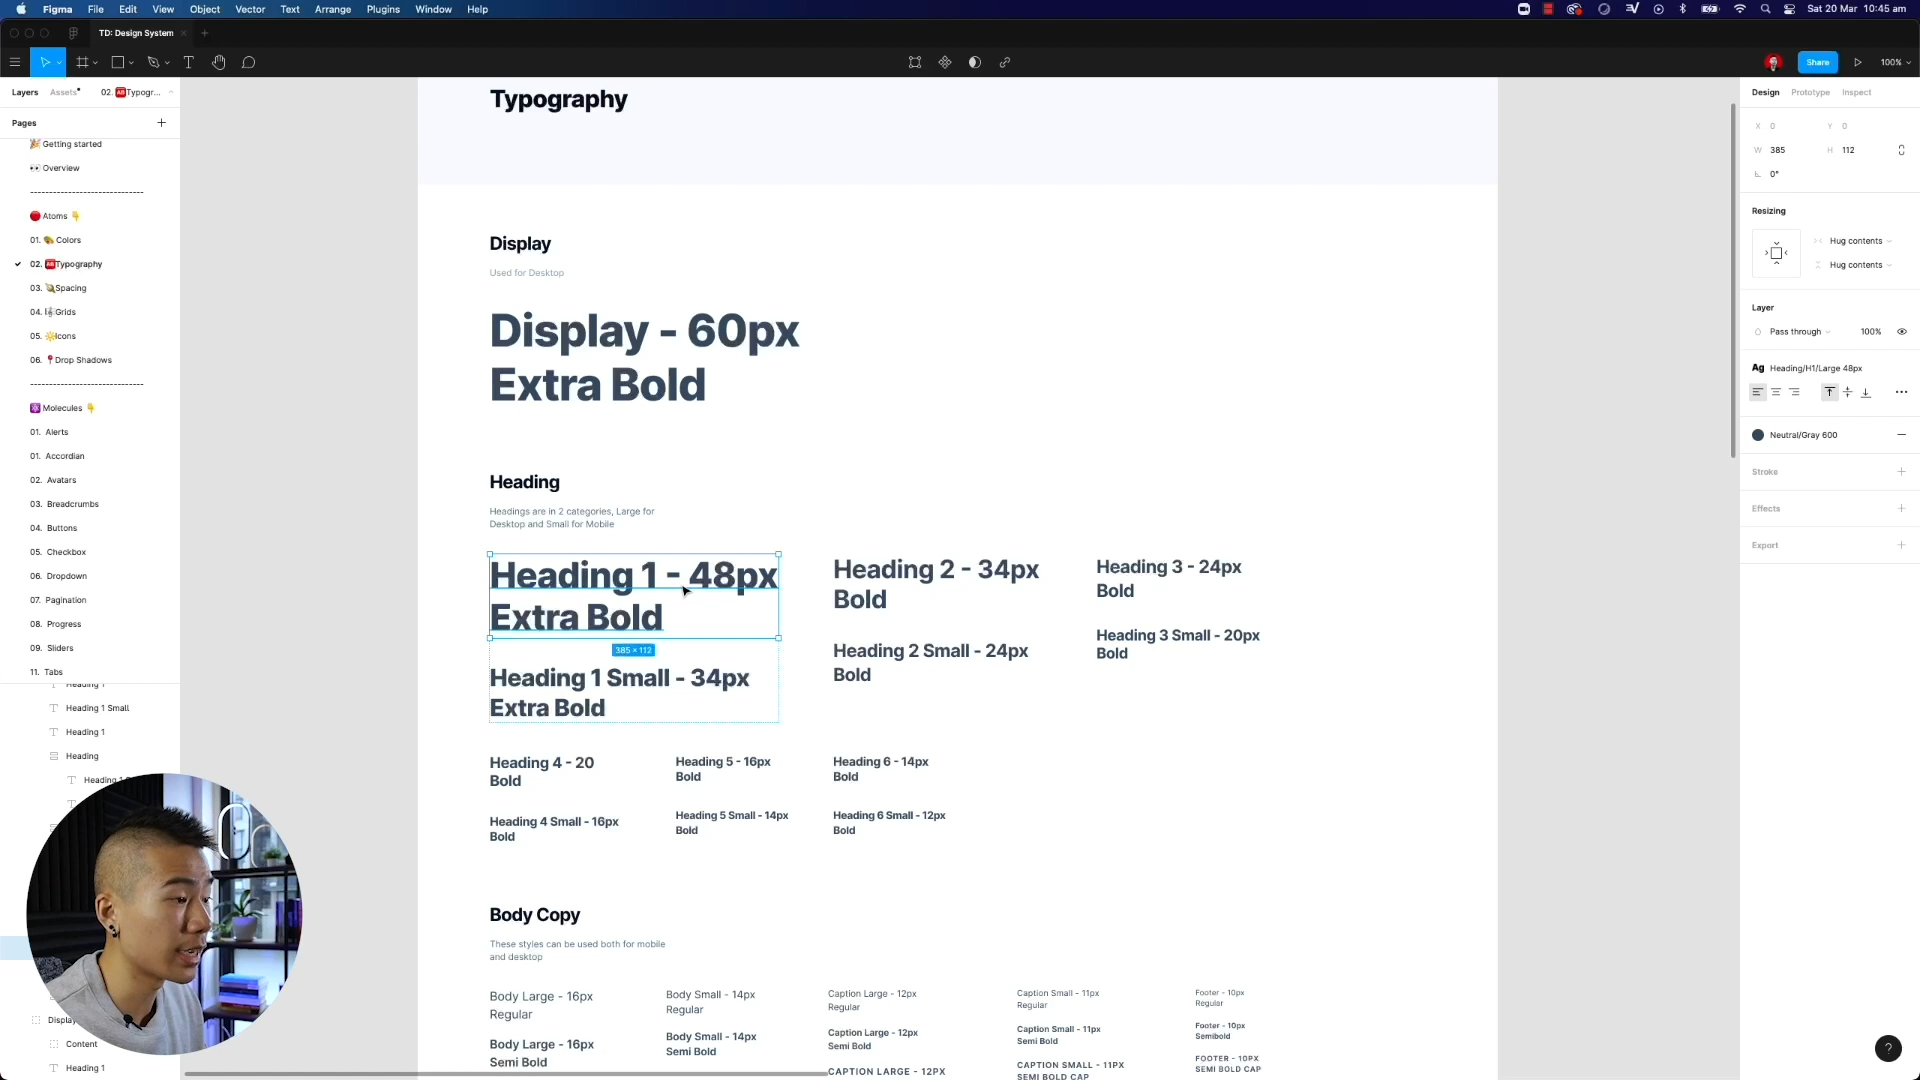 Figma File Edit View Object Vector Text Arrange Plugins Window Help
Sat 20 Mar 10:45 am
TD: Design System
Share
100%
Layers Assets 02. Typogr...
Pages
Getting started
Overview
------------------------------
Atoms
01. Colors
02. Typography
03. Spacing
04. Grids
05. Icons
06. Drop Shadows
------------------------------
Molecules
01. Alerts
01. Accordian
02. Avatars
03. Breadcrumbs
04. Buttons
05. Checkbox
06. Dropdown
07. Pagination
08. Progress
09. Sliders
11. Tabs
Heading 1
Heading 1 Small
Heading 1
Heading
Heading 1
Display
Content
Heading 1
Typography
Display
Used for Desktop
Display - 60px
Extra Bold
Heading
Headings are in 2 categories, Large for
Desktop and Small for Mobile
Heading 1 - 48px
Extra Bold
385 × 112
Heading 1 Small - 34px
Extra Bold
Heading 2 - 34px
Bold
Heading 2 Small - 24px
Bold
Heading 3 - 24px
Bold
Heading 3 Small - 20px
Bold
Heading 4 - 20
Bold
Heading 4 Small - 16px
Bold
Heading 5 - 16px
Bold
Heading 5 Small - 14px
Bold
Heading 6 - 14px
Bold
Heading 6 Small - 12px
Bold
Body Copy
These styles can be used both for mobile
and desktop
Body Large - 16px
Regular
Body Large - 16px
Semi Bold
Body Small - 14px
Regular
Body Small - 14px
Semi Bold
Caption Large - 12px
Regular
Caption Large - 12px
Semi Bold
CAPTION LARGE - 12PX
Caption Small - 11px
Regular
Caption Small - 11px
Semi Bold
CAPTION SMALL - 11PX
SEMI BOLD CAP
Footer - 10px
Regular
Footer - 10px
Semibold
FOOTER - 10PX
SEMI BOLD CAP
Design Prototype Inspect
X 0 Y 0
W 385 H 112
0°
Resizing
Hug contents
Hug contents
Layer
Pass through 100%
Ag Heading/H1/Large 48px
Neutral/Gray 600
Stroke
Effects
Export
?